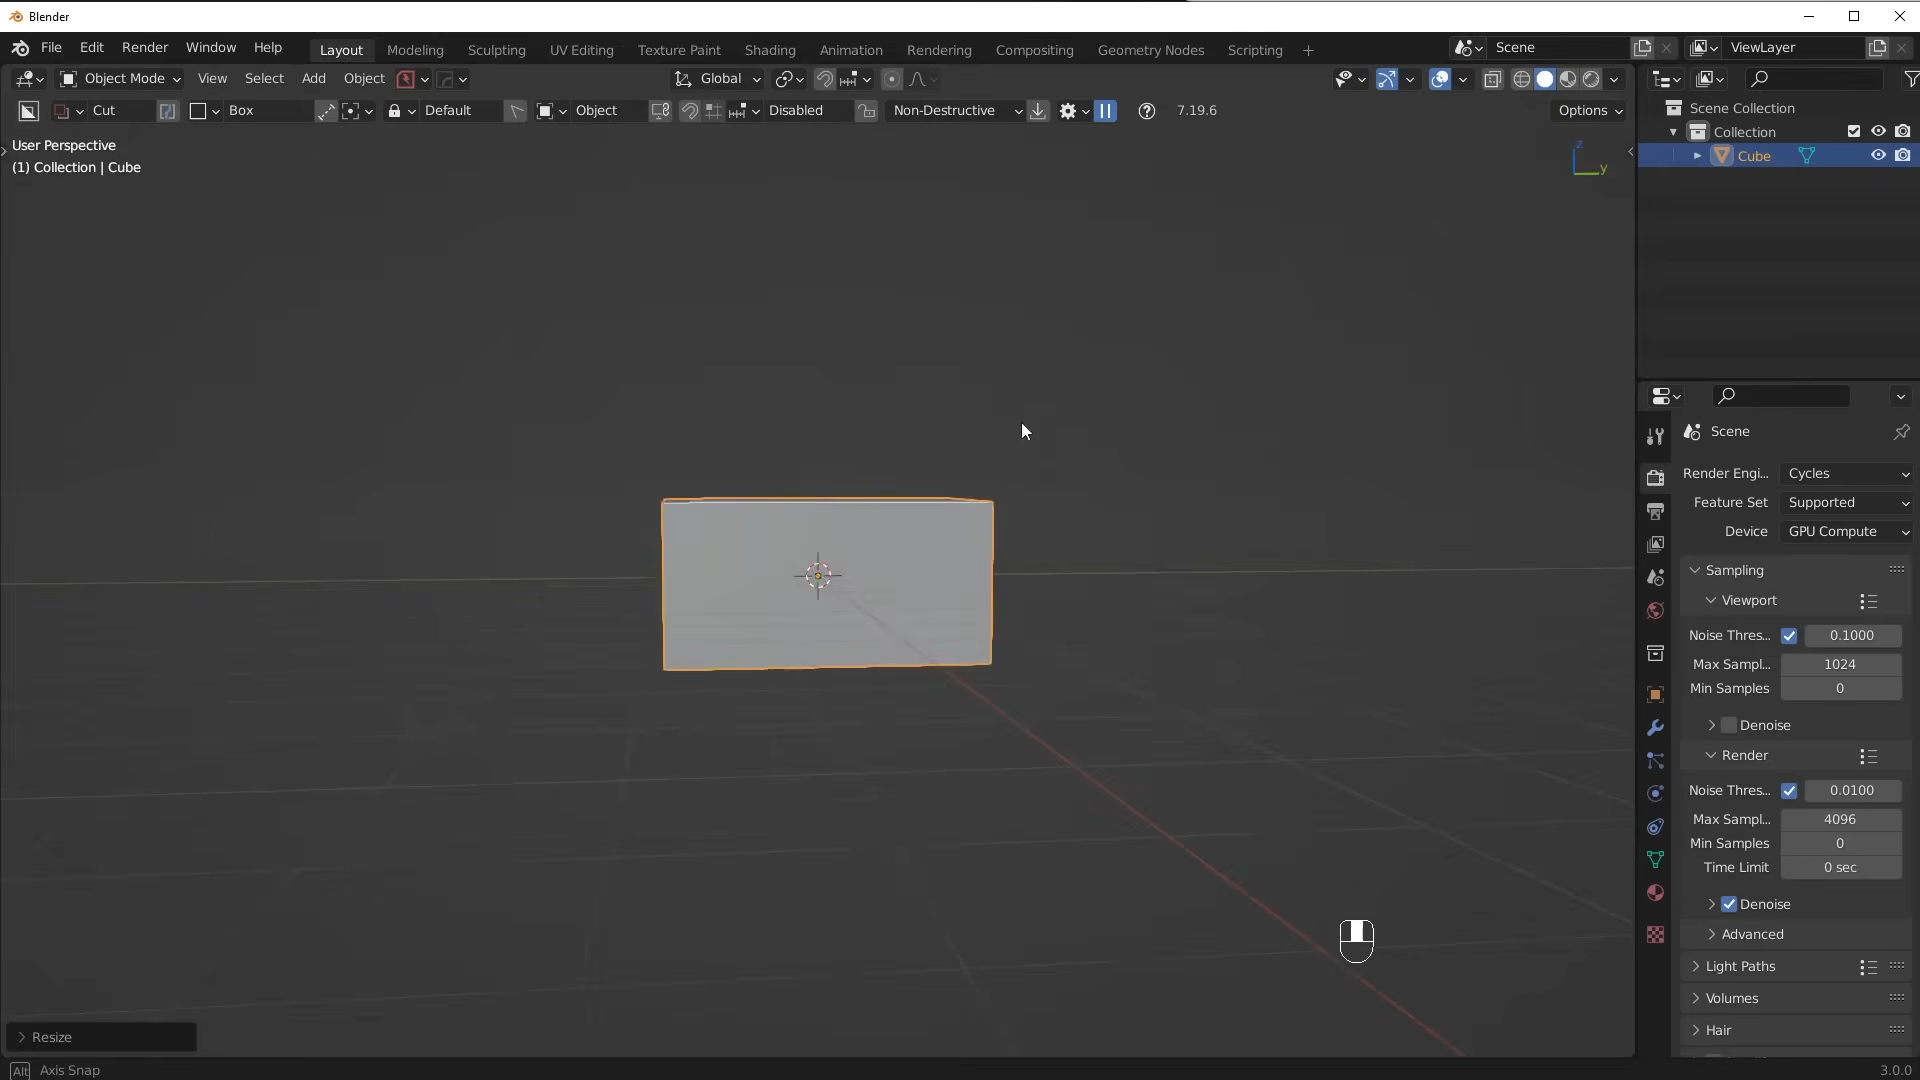 Blender
File Edit Render Window Help Layout Modeling Sculpting UV Editing Texture Paint Shading Animation Rendering Compositing Geometry Nodes Scripting + Scene ViewLayer
Object Mode View Select Add Object Global
Cut Box Default Object Disabled Non-Destructive 7.19.6 Options
User Perspective
(1) Collection | Cube
z
y
Scene Collection
Collection
Cube
Scene
Render Engi... Cycles
Feature Set Supported
Device GPU Compute
Sampling
Viewport
Noise Thres... 0.1000
Max Sampl... 1024
Min Samples 0
Denoise
Render
Noise Thres... 0.0100
Max Sampl... 4096
Min Samples 0
Time Limit 0 sec
Denoise
Advanced
Light Paths
Volumes
Hair
Resize
Alt Axis Snap
3.0.0